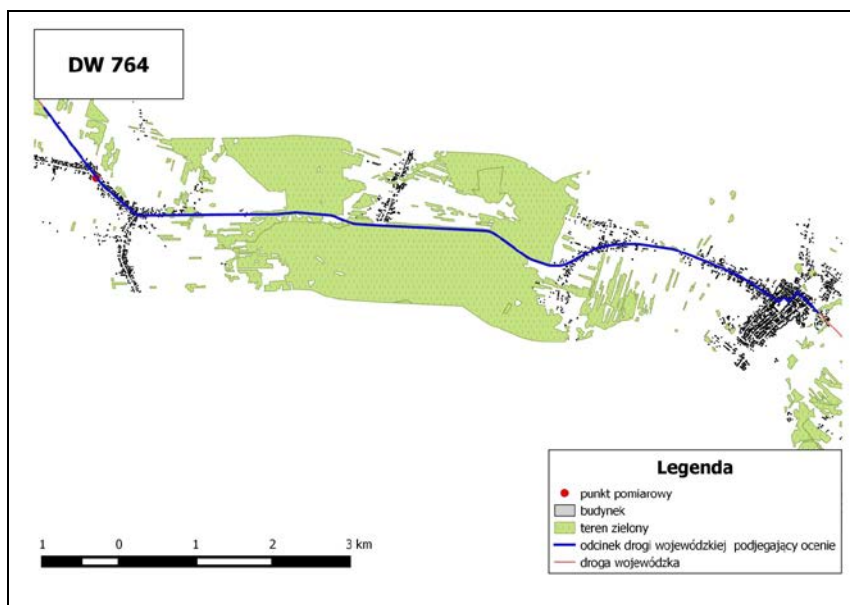 DW 764
Legenda
punkt pomiarowy
budynek
teren zielony
odcinek drogi wojewódzkiej podjegający ocenie
droga wojewódzka
1 0 1 2 3 km